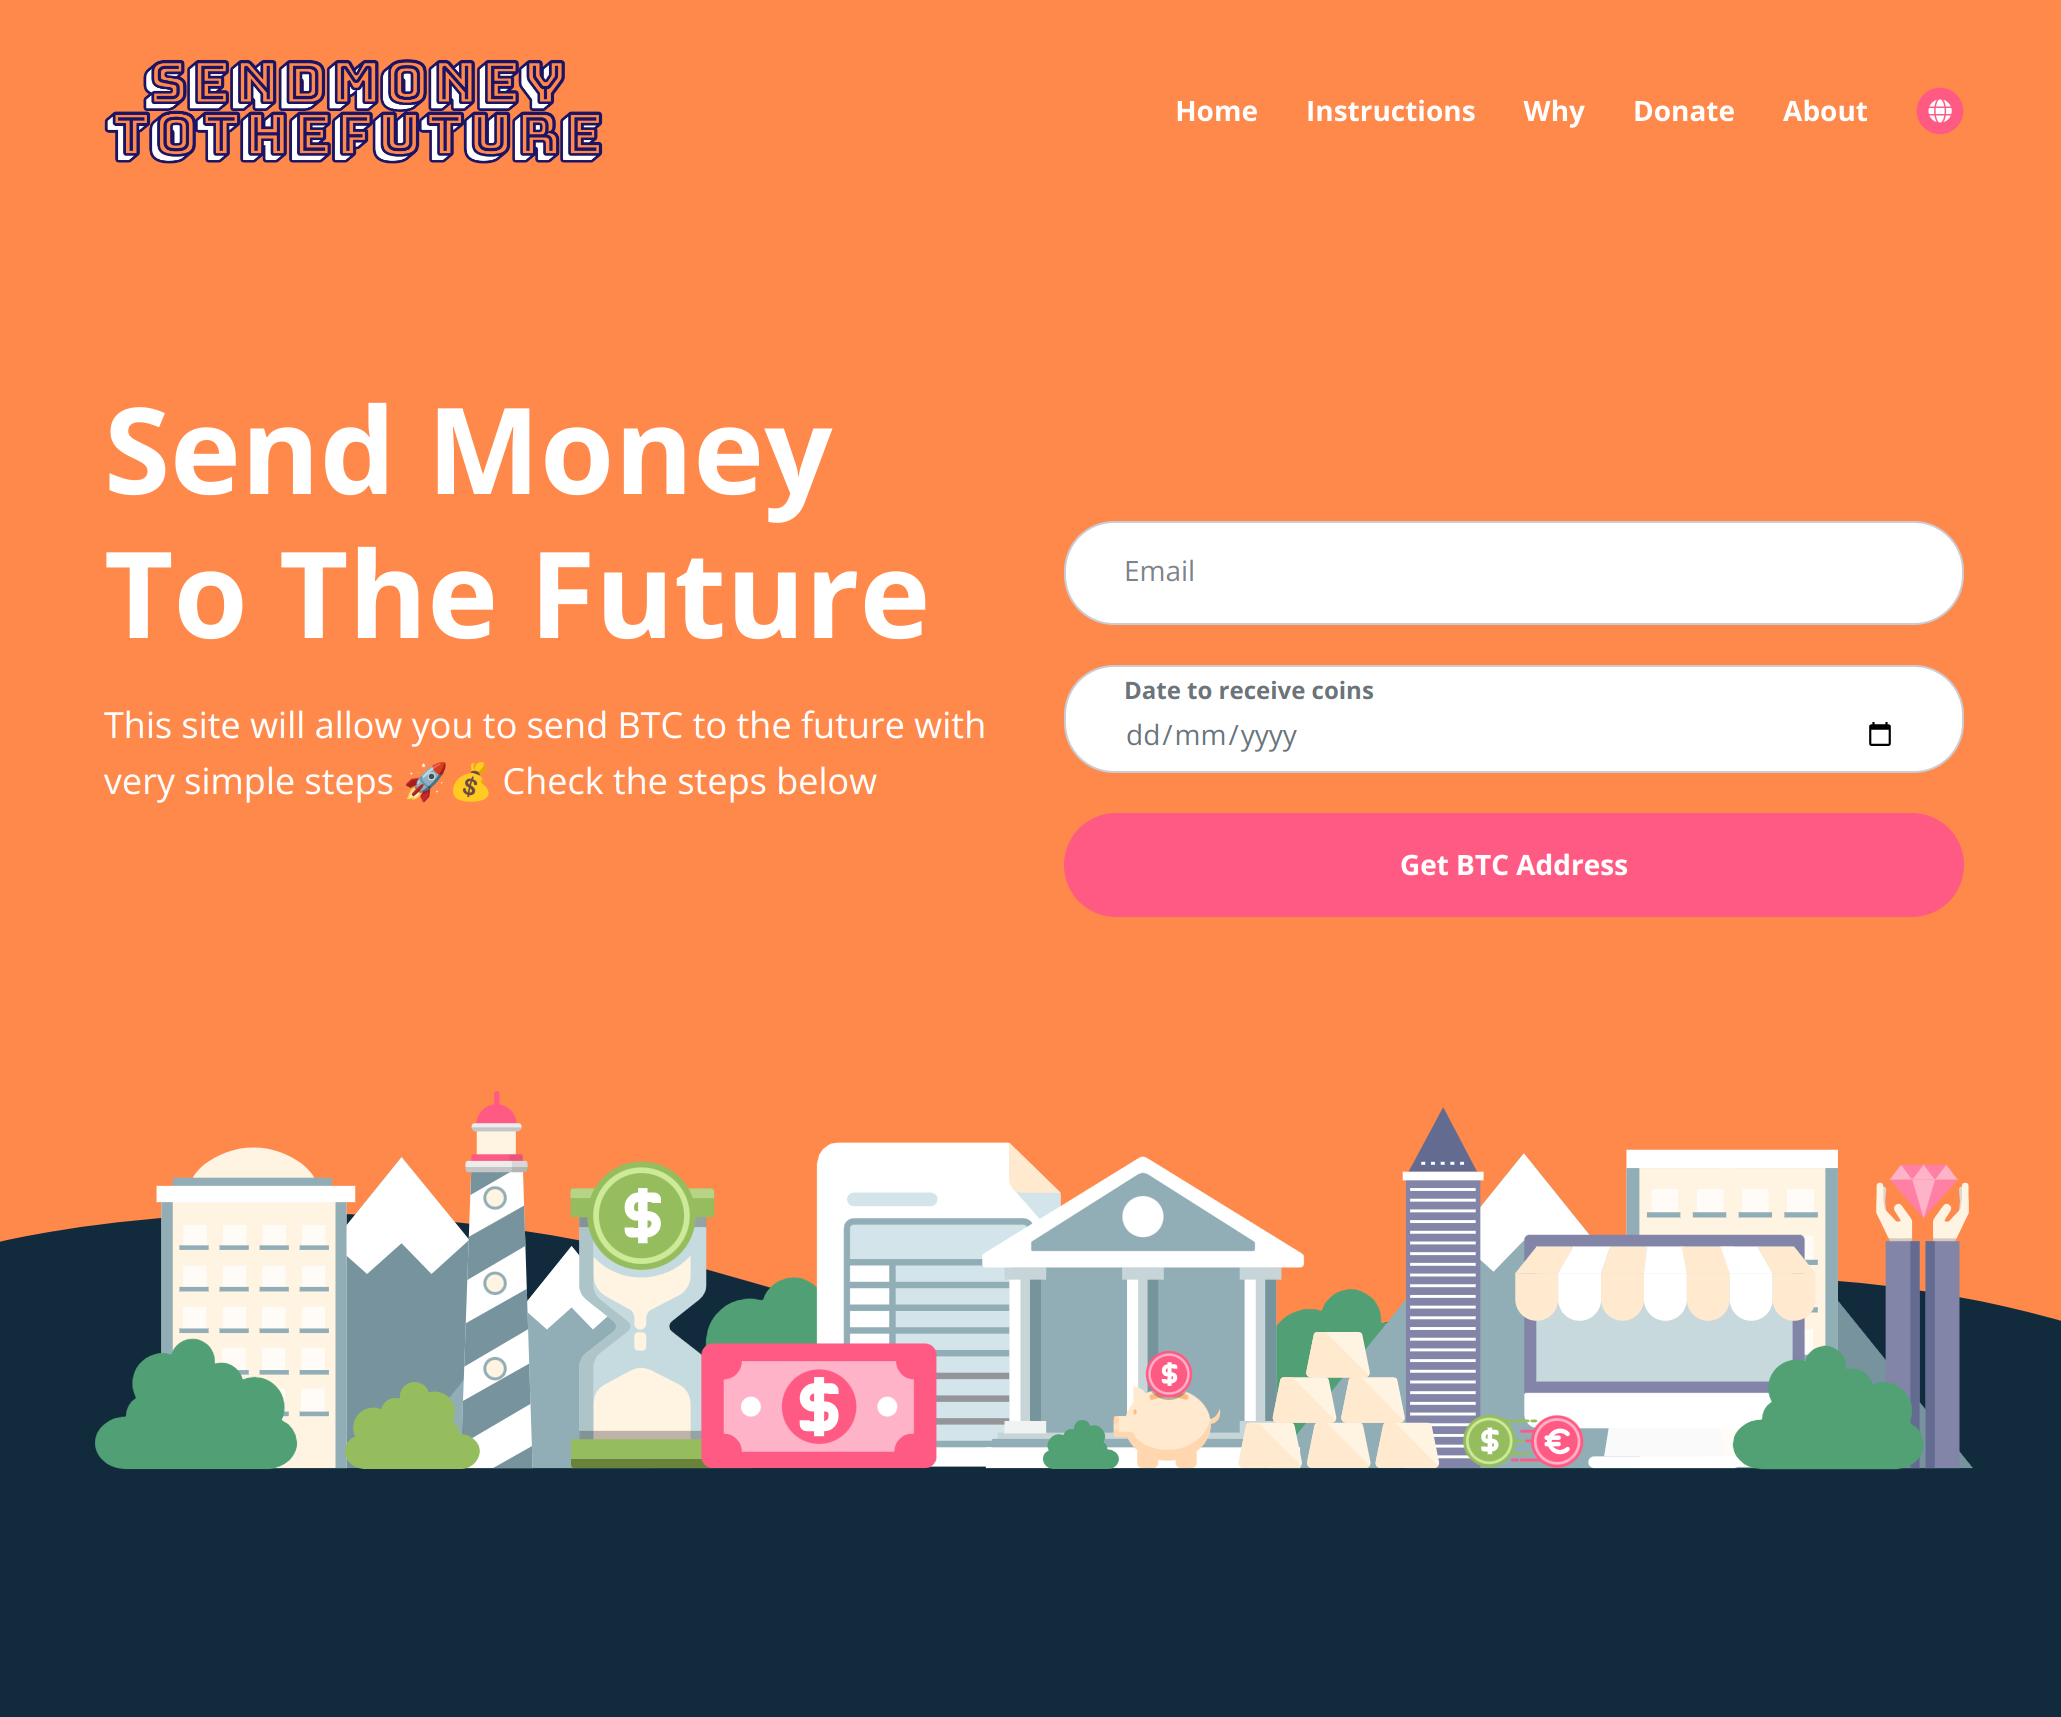 SENDMONEY
TOTHEFUTURE
Home Instructions Why Donate About
Send Money
To The Future
This site will allow you to send BTC to the future with
very simple steps 🚀💰 Check the steps below
Email
Date to receive coins
dd/mm/yyyy
Get BTC Address
$
$
$
$ €